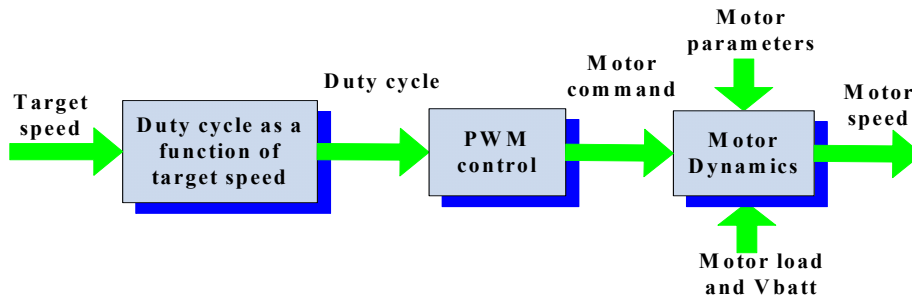 Motor
parameters
Target
speed
Duty cycle as a
function of
target speed
Duty cycle
PWM
control
Motor
command
Motor
Dynamics
Motor
speed
Motor load
and Vbatt